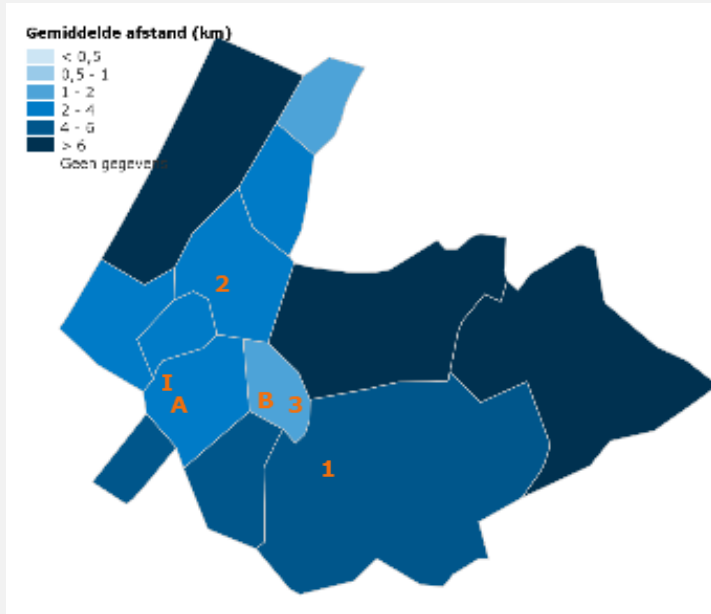 Gemiddelde afstand (km)
< 0,5
0,5 - 1
1 - 2
2 - 4
4 - 6
> 6
Geen gegevens
2
I
A
B 3
1